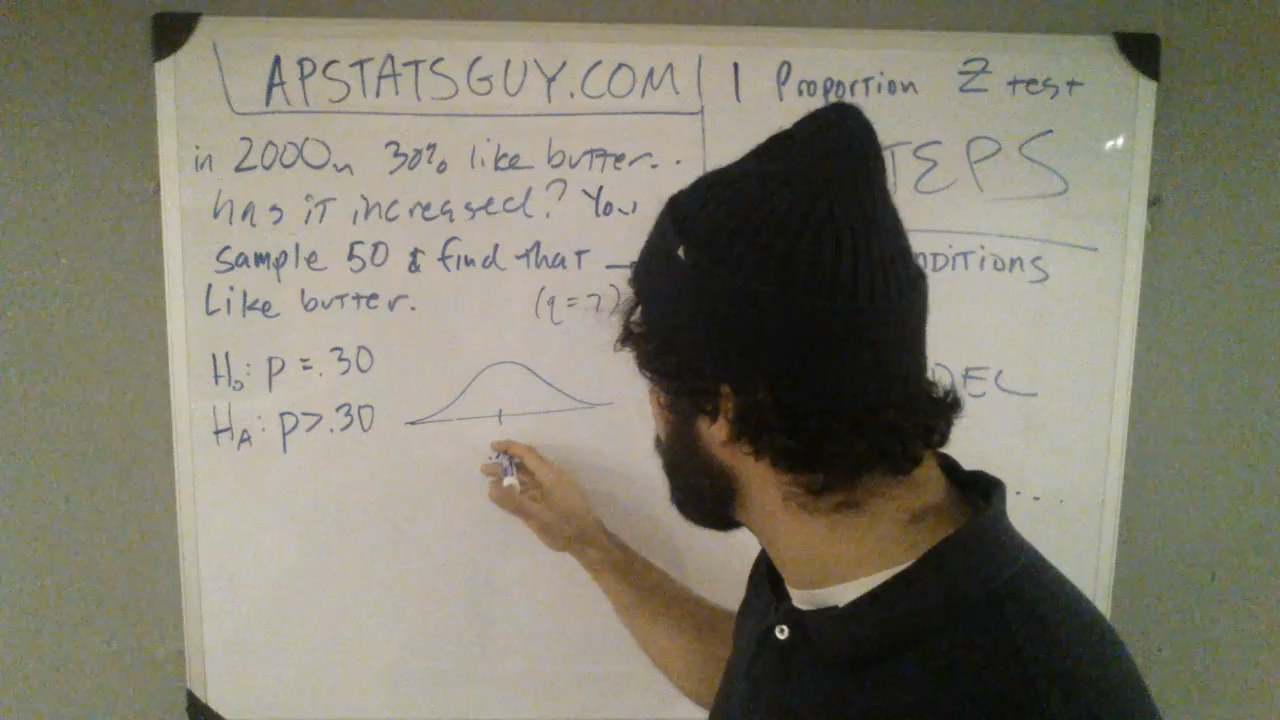 APSTATSGUY.COM
1 Proportion Z test
in 2000, 30% like butter..
has it increased? You
sample 50 & find that
Like butter.
(q=.7)
H₀: p = .30
Hₐ: p > .30